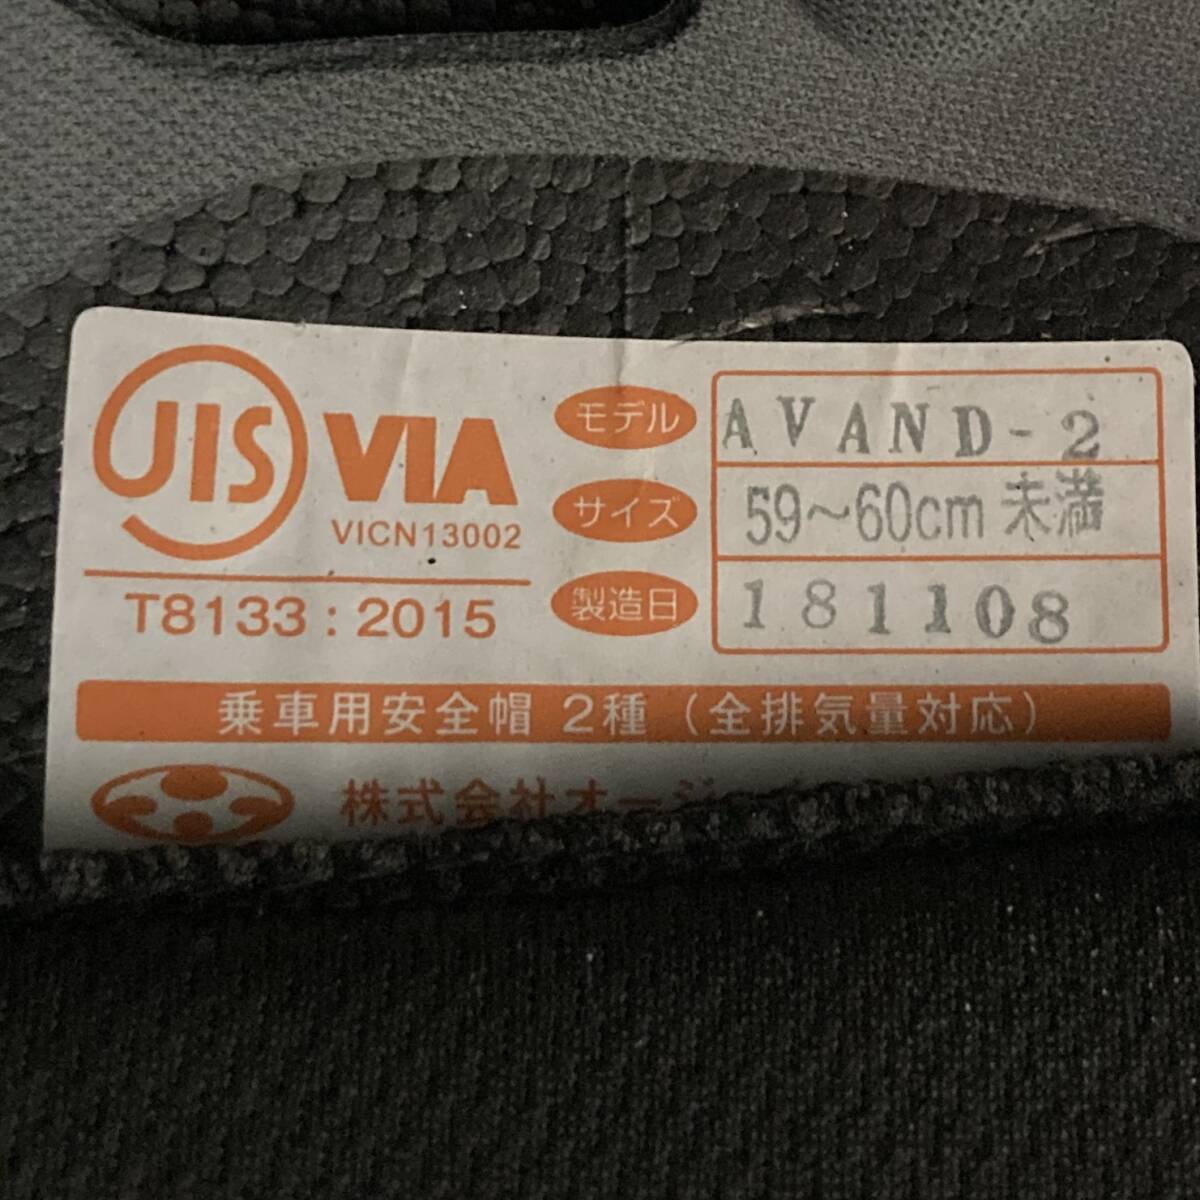 JIS VIA
VICN13002
T8133 : 2015
モデル AVAND-2
サイズ 59～60cm 未満
製造日 181108
乗車用安全帽 2種（全排気量対応）
株式会社オージ